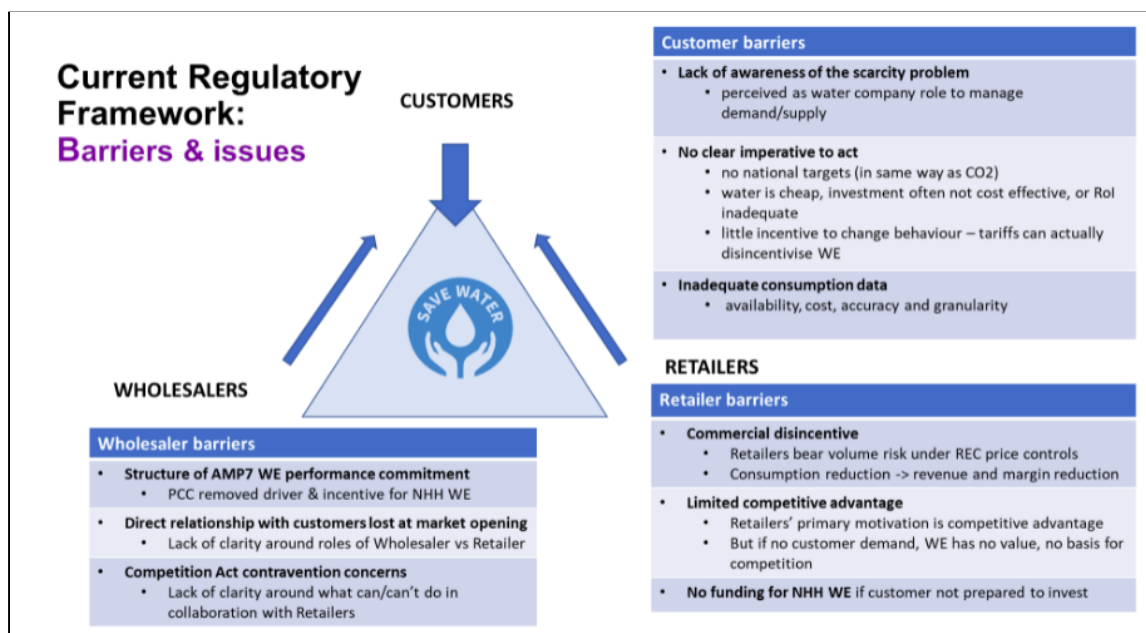 Current Regulatory
Framework:
Barriers & issues
CUSTOMERS
SAVE WATER
WHOLESALERS
RETAILERS
Customer barriers
• Lack of awareness of the scarcity problem
• perceived as water company role to manage
demand/supply
• No clear imperative to act
• no national targets (in same way as CO2)
• water is cheap, investment often not cost effective, or RoI
inadequate
• little incentive to change behaviour – tariffs can actually
disincentivise WE
• Inadequate consumption data
• availability, cost, accuracy and granularity
Wholesaler barriers
• Structure of AMP7 WE performance commitment
• PCC removed driver & incentive for NHH WE
• Direct relationship with customers lost at market opening
• Lack of clarity around roles of Wholesaler vs Retailer
• Competition Act contravention concerns
• Lack of clarity around what can/can't do in
collaboration with Retailers
Retailer barriers
• Commercial disincentive
• Retailers bear volume risk under REC price controls
• Consumption reduction -> revenue and margin reduction
• Limited competitive advantage
• Retailers' primary motivation is competitive advantage
• But if no customer demand, WE has no value, no basis for
competition
• No funding for NHH WE if customer not prepared to invest